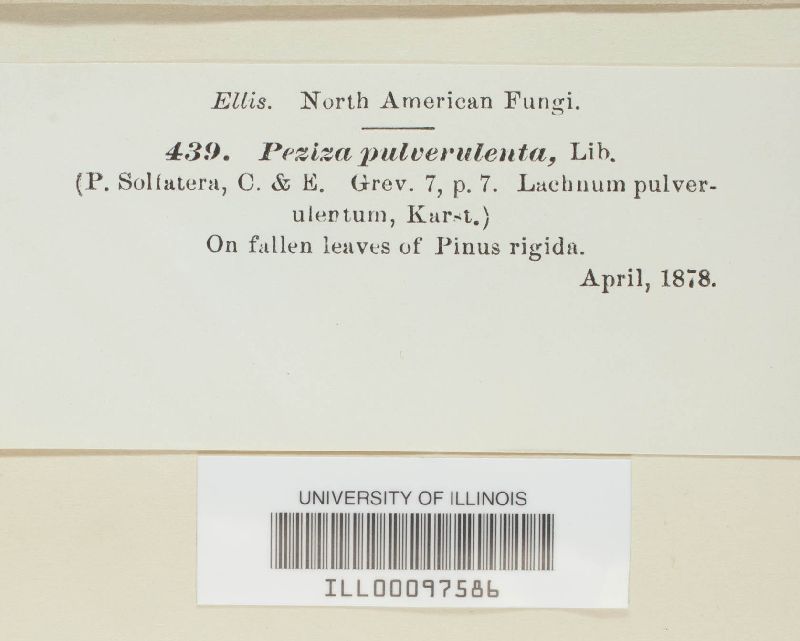 Ellis. North American Fungi.
439. Peziza pulverulenta, Lib.
(P. Solfatera, C. & E. Grev. 7, p. 7. Lachnum pulver-
ulentum, Karst.)
On fallen leaves of Pinus rigida.
April, 1878.
UNIVERSITY OF ILLINOIS
ILL00097586